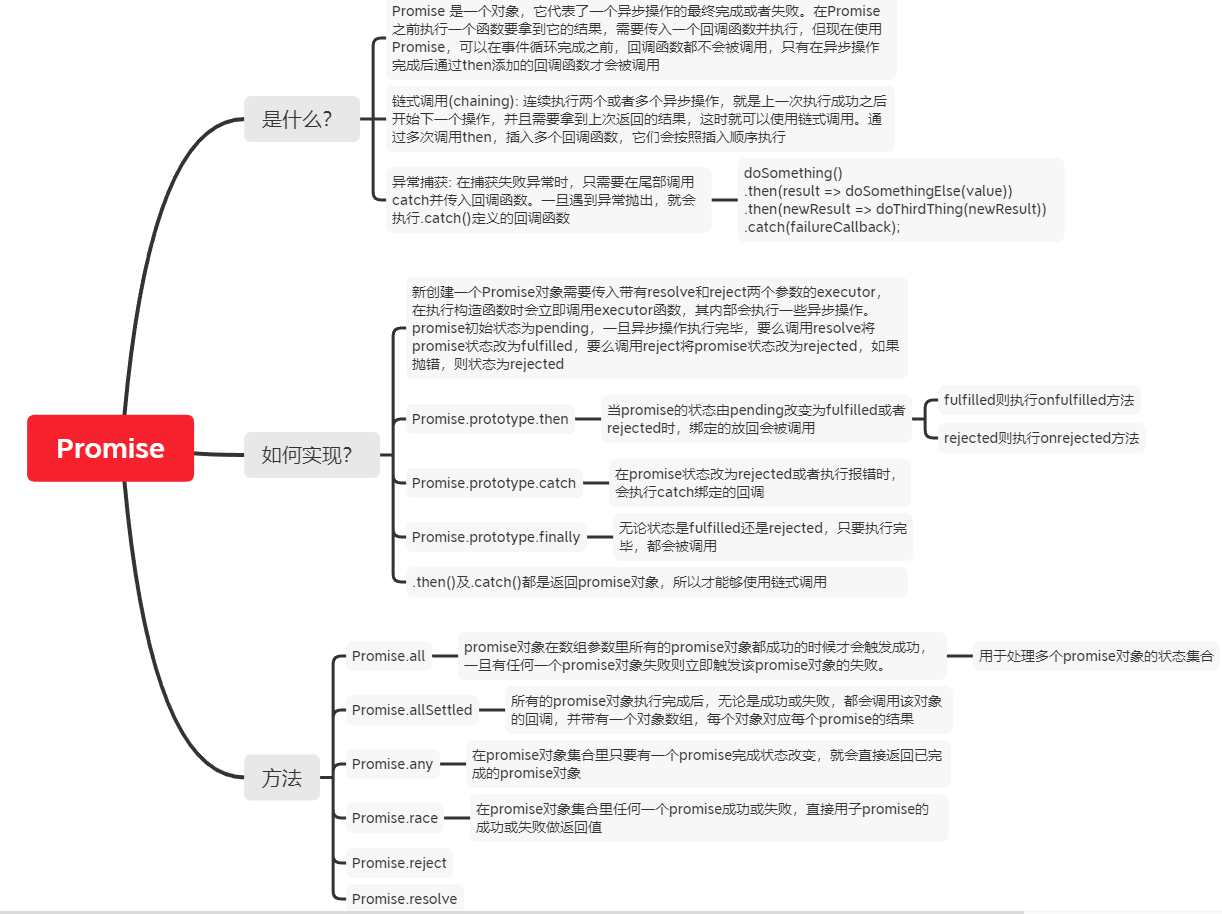 Promise
是什么？
Promise 是一个对象，它代表了一个异步操作的最终完成或者失败。在Promise
之前执行一个函数要拿到它的结果，需要传入一个回调函数并执行，但现在使用
Promise，可以在事件循环完成之前，回调函数都不会被调用，只有在异步操作
完成后通过then添加的回调函数才会被调用
链式调用(chaining): 连续执行两个或者多个异步操作，就是上一次执行成功之后
开始下一个操作，并且需要拿到上次返回的结果，这时就可以使用链式调用。通
过多次调用then，插入多个回调函数，它们会按照插入顺序执行
异常捕获: 在捕获失败异常时，只需要在尾部调用
catch并传入回调函数。一旦遇到异常抛出，就会
执行.catch()定义的回调函数
doSomething()
.then(result => doSomethingElse(value))
.then(newResult => doThirdThing(newResult))
.catch(failureCallback);
如何实现？
新创建一个Promise对象需要传入带有resolve和reject两个参数的executor，
在执行构造函数时会立即调用executor函数，其内部会执行一些异步操作。
promise初始状态为pending，一旦异步操作执行完毕，要么调用resolve将
promise状态改为fulfilled，要么调用reject将promise状态改为rejected，如果
抛错，则状态为rejected
Promise.prototype.then
当promise的状态由pending改变为fulfilled或者
rejected时，绑定的放回会被调用
fulfilled则执行onfulfilled方法
rejected则执行onrejected方法
Promise.prototype.catch
在promise状态改为rejected或者执行报错时，
会执行catch绑定的回调
Promise.prototype.finally
无论状态是fulfilled还是rejected，只要执行完
毕，都会被调用
.then()及.catch()都是返回promise对象，所以才能够使用链式调用
方法
Promise.all
promise对象在数组参数里所有的promise对象都成功的时候才会触发成功，
一旦有任何一个promise对象失败则立即触发该promise对象的失败。
用于处理多个promise对象的状态集合
Promise.allSettled
所有的promise对象执行完成后，无论是成功或失败，都会调用该对象
的回调，并带有一个对象数组，每个对象对应每个promise的结果
Promise.any
在promise对象集合里只要有一个promise完成状态改变，就会直接返回已完
成的promise对象
Promise.race
在promise对象集合里任何一个promise成功或失败，直接用子promise的
成功或失败做返回值
Promise.reject
Promise.resolve